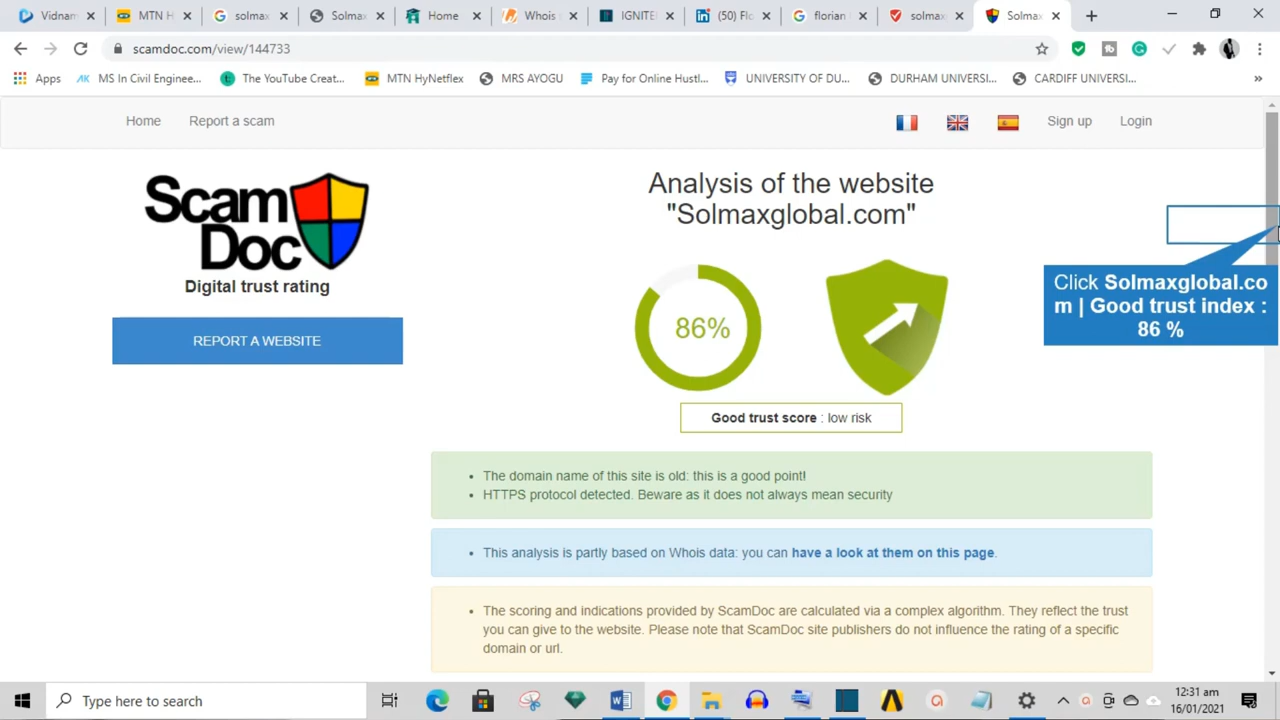 Vidnam
MTN H
solmax
Solmax
Home
Whois
IGNITE
(50) Flo
florian
solmax
Solmax
scamdoc.com/view/144733
Apps
MS In Civil Enginee...
The YouTube Creat...
MTN HyNetflex
MRS AYOGU
Pay for Online Hustl...
UNIVERSITY OF DU...
DURHAM UNIVERSI...
CARDIFF UNIVERSI...
Home
Report a scam
Sign up
Login
Scam
Doc
Digital trust rating
REPORT A WEBSITE
Analysis of the website
"Solmaxglobal.com"
86%
Good trust score : low risk
Click Solmaxglobal.co
m | Good trust index :
86 %
The domain name of this site is old: this is a good point!
HTTPS protocol detected. Beware as it does not always mean security
This analysis is partly based on Whois data: you can have a look at them on this page.
The scoring and indications provided by ScamDoc are calculated via a complex algorithm. They reflect the trust
you can give to the website. Please note that ScamDoc site publishers do not influence the rating of a specific
domain or url.
Type here to search
12:31 am
16/01/2021